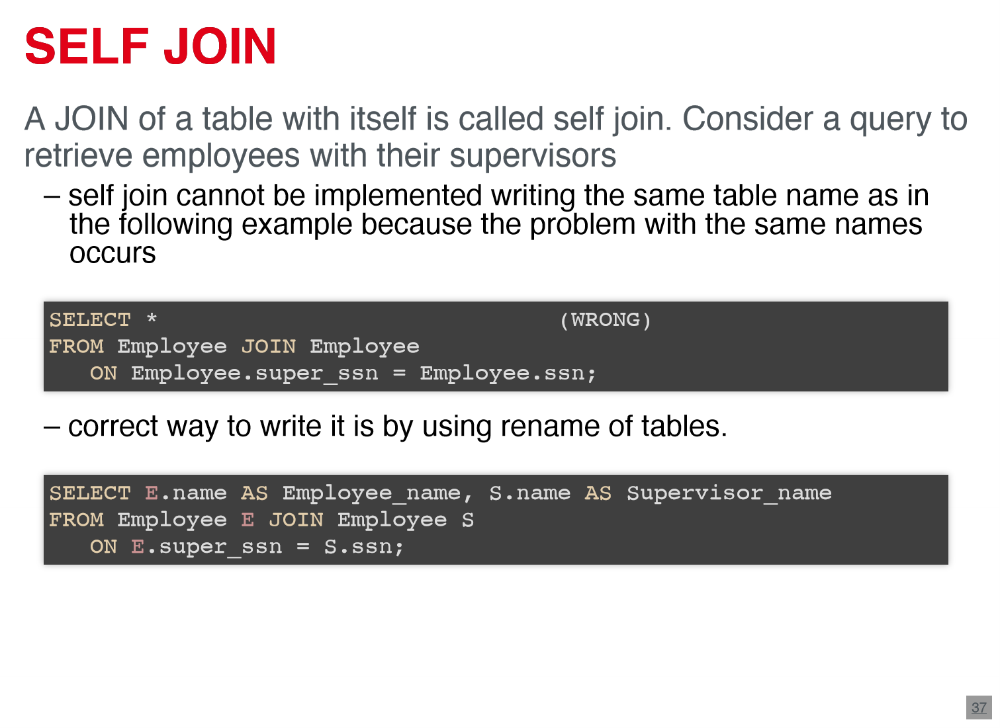 SELF JOIN
A JOIN of a table with itself is called self join. Consider a query to
retrieve employees with their supervisors
– self join cannot be implemented writing the same table name as in
the following example because the problem with the same names
occurs
SELECT * (WRONG)
FROM Employee JOIN Employee
ON Employee.super_ssn = Employee.ssn;
– correct way to write it is by using rename of tables.
SELECT E.name AS Employee_name, S.name AS Supervisor_name
FROM Employee E JOIN Employee S
ON E.super_ssn = S.ssn;
37